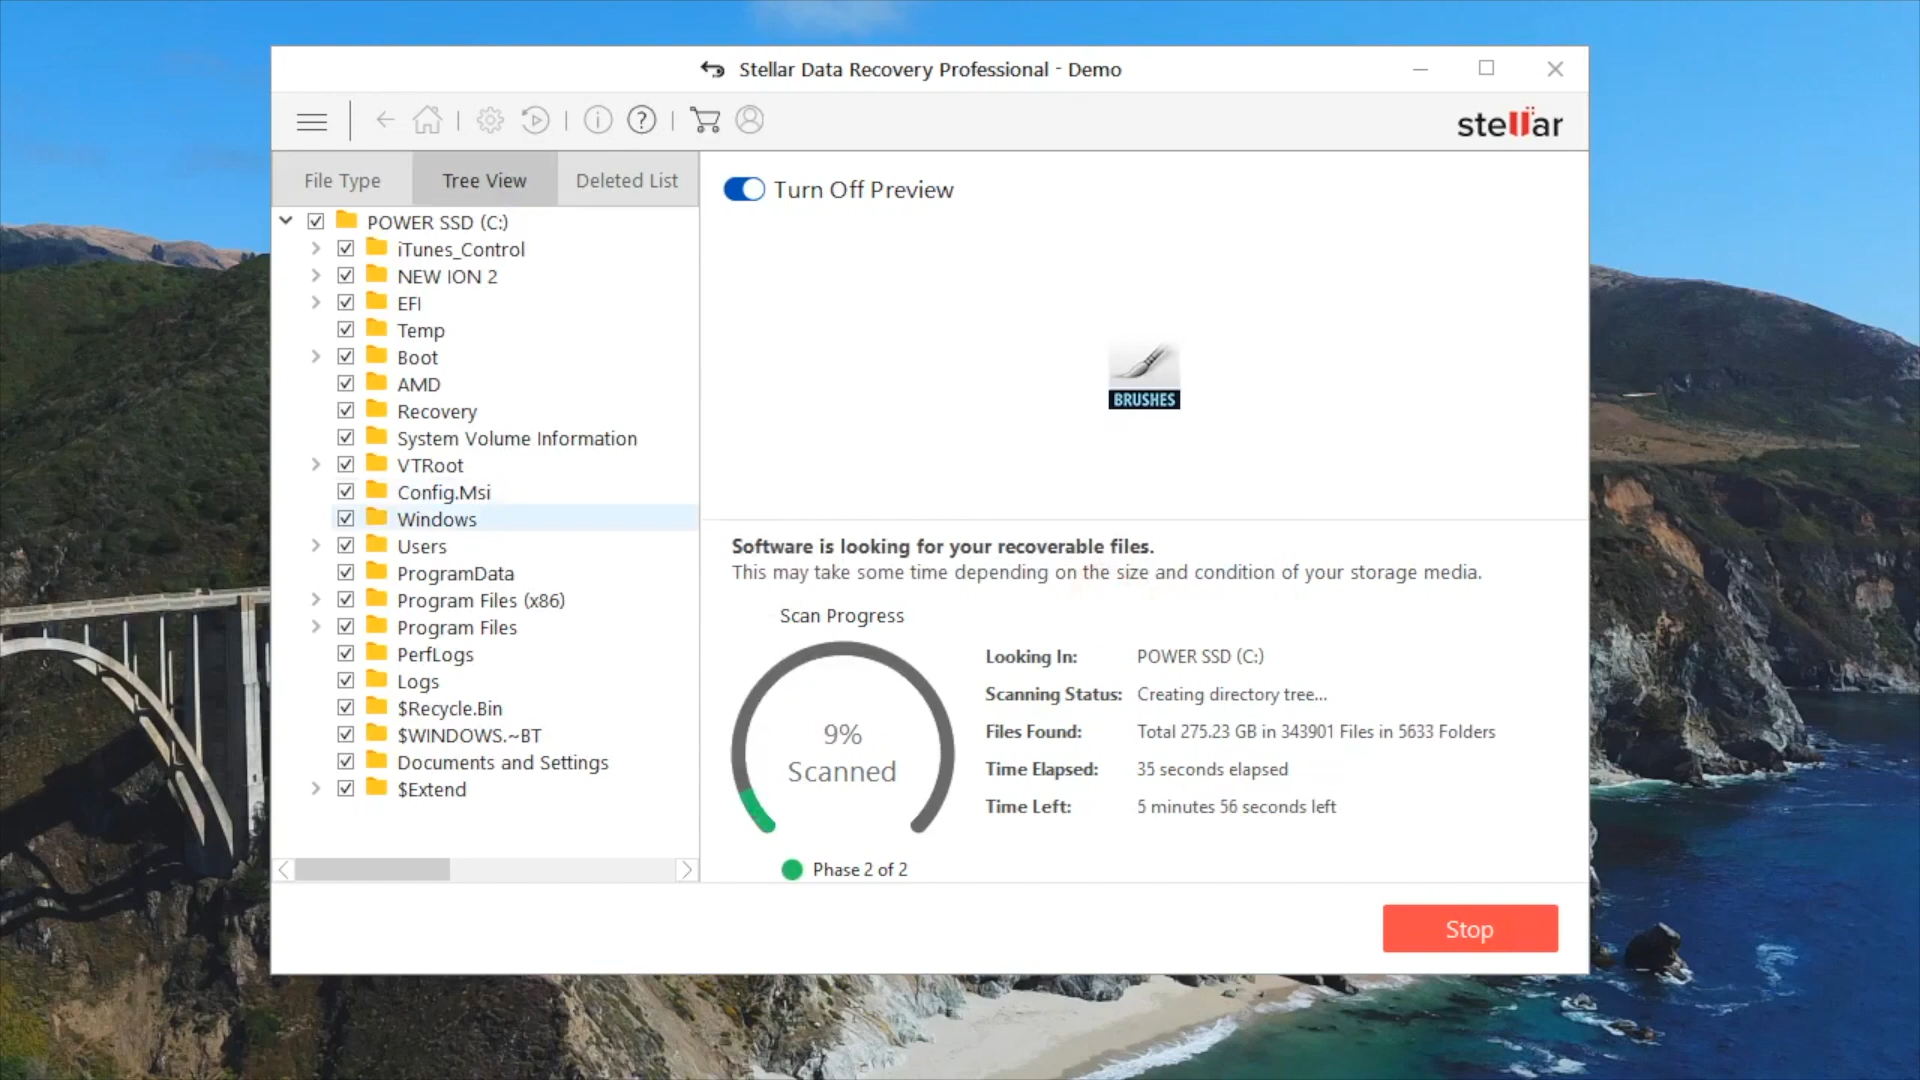 Stellar Data Recovery Professional - Demo
stellar
File Type
Tree View
Deleted List
Turn Off Preview
POWER SSD (C:)
iTunes_Control
NEW ION 2
EFI
Temp
Boot
AMD
Recovery
System Volume Information
VTRoot
Config.Msi
Windows
Users
ProgramData
Program Files (x86)
Program Files
PerfLogs
Logs
$Recycle.Bin
$WINDOWS.~BT
Documents and Settings
$Extend
BRUSHES
Software is looking for your recoverable files.
This may take some time depending on the size and condition of your storage media.
Scan Progress
9%
Scanned
Phase 2 of 2
Looking In: POWER SSD (C:)
Scanning Status: Creating directory tree...
Files Found: Total 275.23 GB in 343901 Files in 5633 Folders
Time Elapsed: 35 seconds elapsed
Time Left: 5 minutes 56 seconds left
Stop